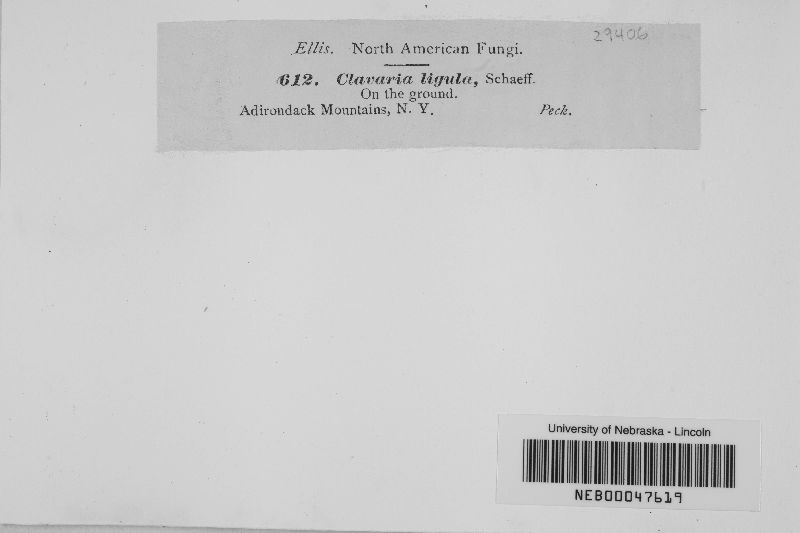 29406
Ellis. North American Fungi.
612. Clavaria ligula, Schaeff.
On the ground.
Adirondack Mountains, N. Y. Peck.
University of Nebraska - Lincoln
NEB00047619